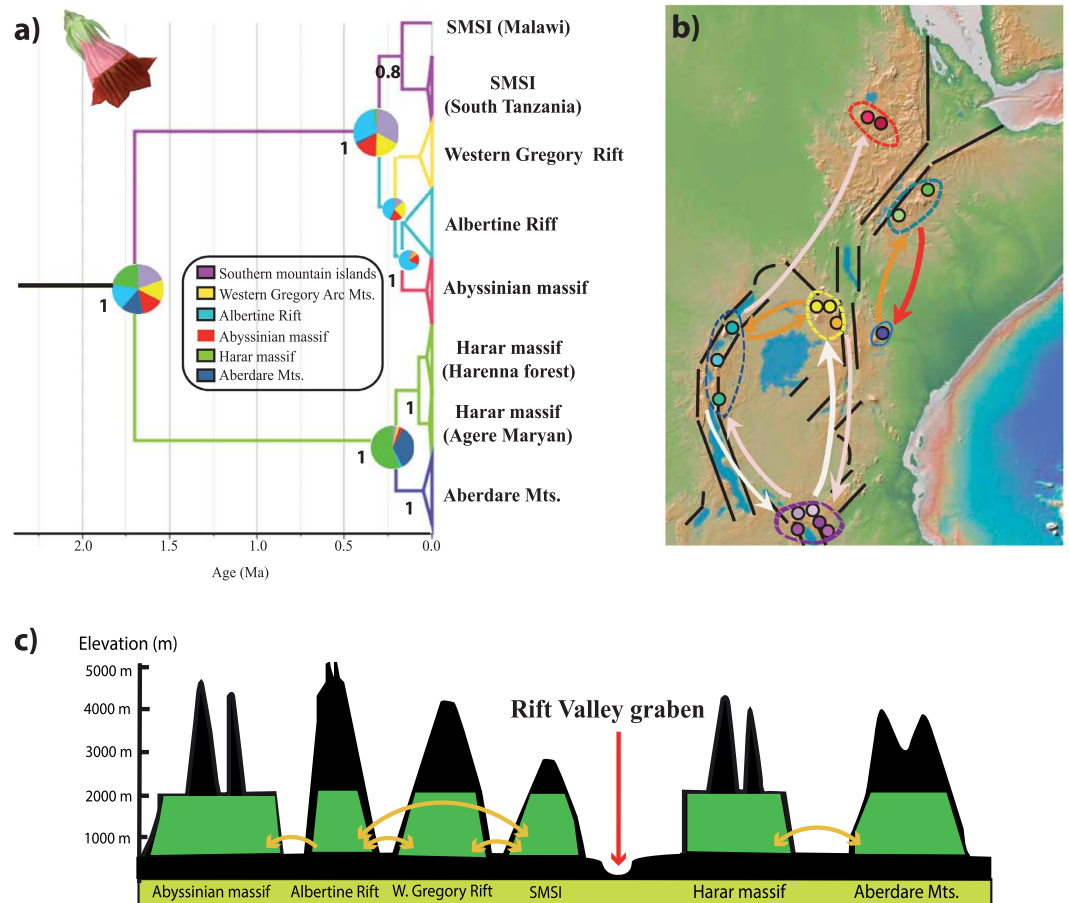 a)
SMSI (Malawi)
0.8
SMSI
(South Tanzania)
1
Western Gregory Rift
Albertine Riff
1
Abyssinian massif
1
Southern mountain islands
Western Gregory Arc Mts.
Albertine Rift
Abyssinian massif
Harar massif
Aberdare Mts.
Harar massif
(Harenna forest)
1
Harar massif
(Agere Maryan)
1
Aberdare Mts.
1
2.0 1.5 1.0 0.5 0.0
Age (Ma)
b)
c)
Elevation (m)
5000 m
4000 m
3000 m
2000 m
1000 m
Rift Valley graben
Abyssinian massif Albertine Rift W. Gregory Rift SMSI Harar massif Aberdare Mts.